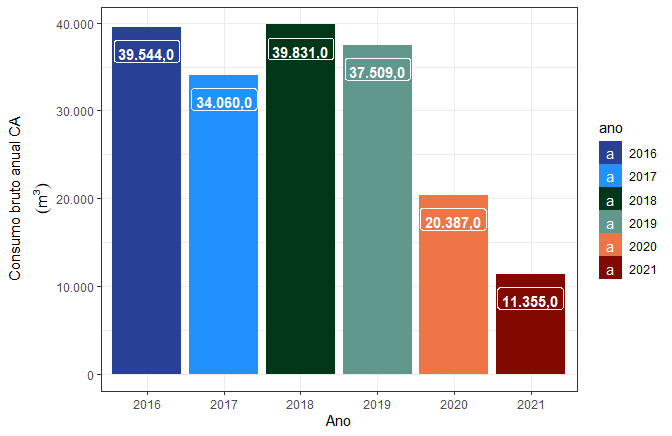 40.000
30.000
20.000
10.000
0
Consumo bruto anual CA
(m³)
39.544,0
34.060,0
39.831,0
37.509,0
20.387,0
11.355,0
2016 2017 2018 2019 2020 2021
Ano
ano
a 2016
a 2017
a 2018
a 2019
a 2020
a 2021